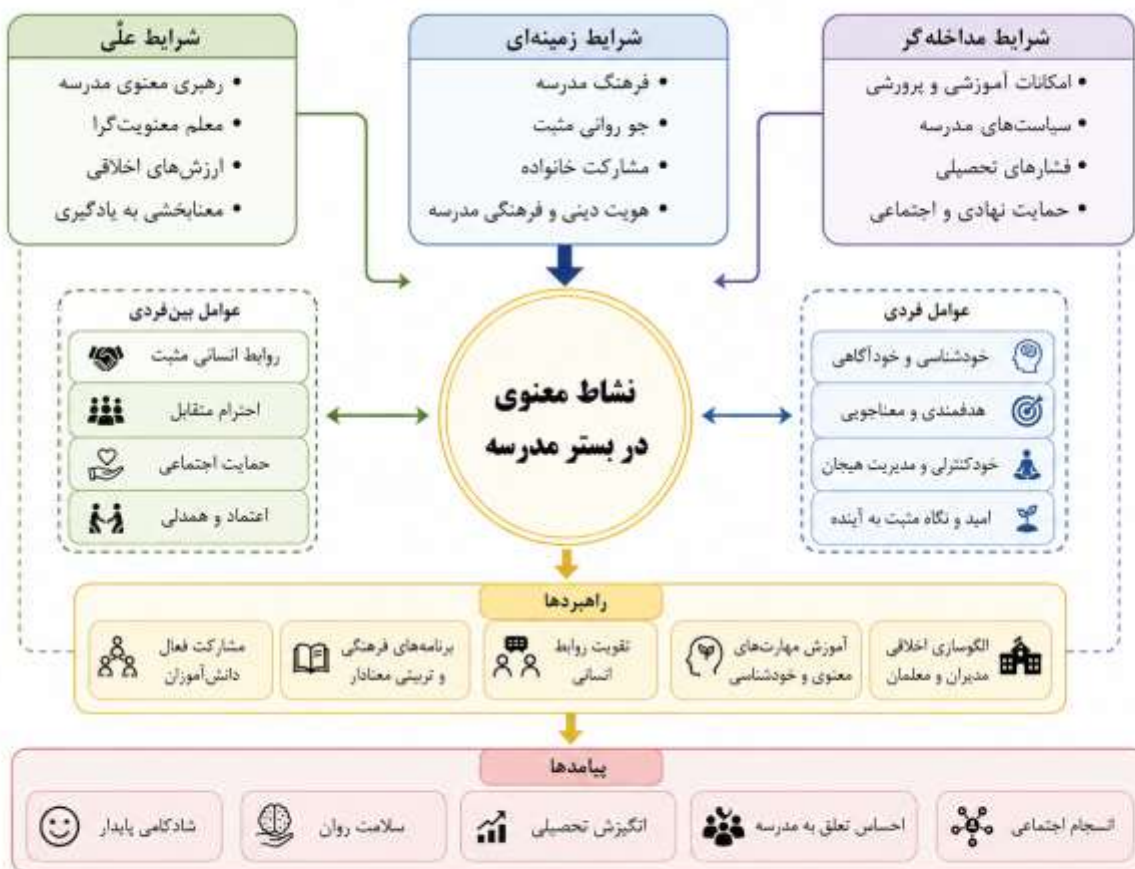 شرایط مداخله‌گر
• امکانات آموزشی و پرورشی
• سیاست‌های مدرسه
• فشارهای تحصیلی
• حمایت نهادی و اجتماعی
شرایط زمینه‌ای
• فرهنگ مدرسه
• جو روانی مثبت
• مشارکت خانواده
• هویت دینی و فرهنگی مدرسه
شرایط علّی
• رهبری معنوی مدرسه
• معلم معنویت‌گرا
• ارزش‌های اخلاقی
• معنابخشی به یادگیری
عوامل فردی
خودشناسی و خودآگاهی
هدفمندی و معناجویی
خودکنترلی و مدیریت هیجان
امید و نگاه مثبت به آینده
نشاط معنوی
در بستر مدرسه
عوامل بین‌فردی
روابط انسانی مثبت
احترام متقابل
حمایت اجتماعی
اعتماد و همدلی
راهبردها
الگوسازی اخلاقی
مدیران و معلمان
آموزش مهارت‌های
معنوی و خودشناسی
تقویت روابط
انسانی
برنامه‌های فرهنگی
و تربیتی معنادار
مشارکت فعال
دانش‌آموزان
پیامدها
انسجام اجتماعی
احساس تعلق به مدرسه
انگیزش تحصیلی
سلامت روان
شادکامی پایدار